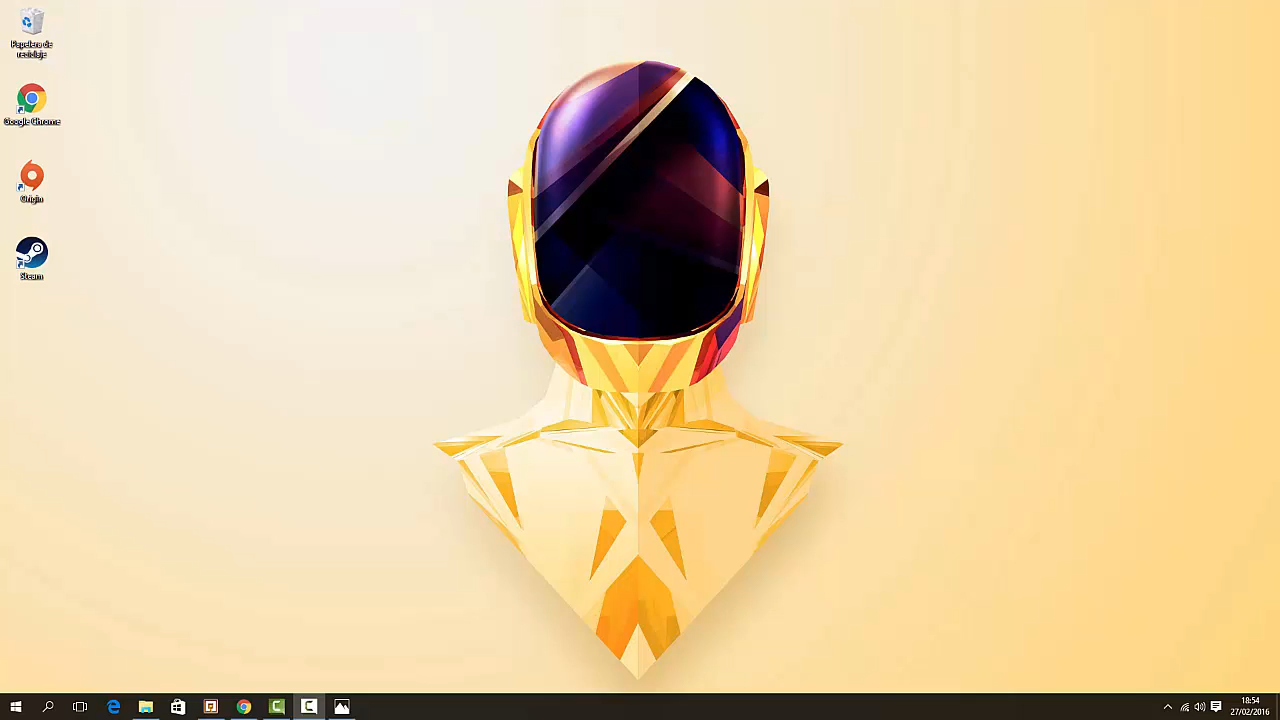 Papelera de
reciclaje
Google Chrome
Origin
Steam
18:54
27/02/2016